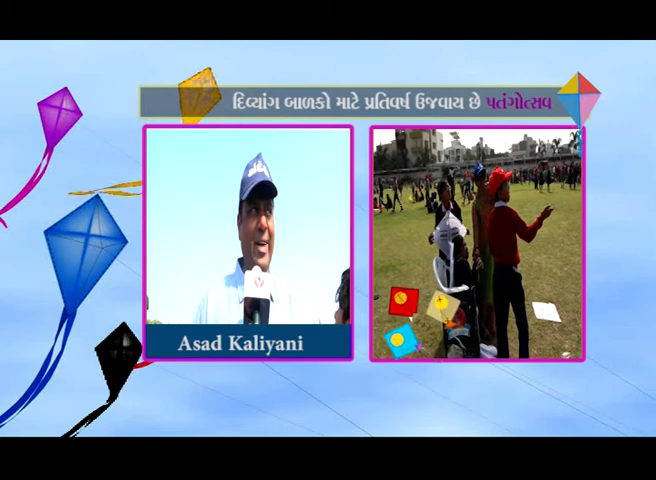 દિવ્યાંગ બાળકો માટે પ્રતિવર્ષ ઉજવાય છે પતંગોત્સવ
Asad Kaliyani